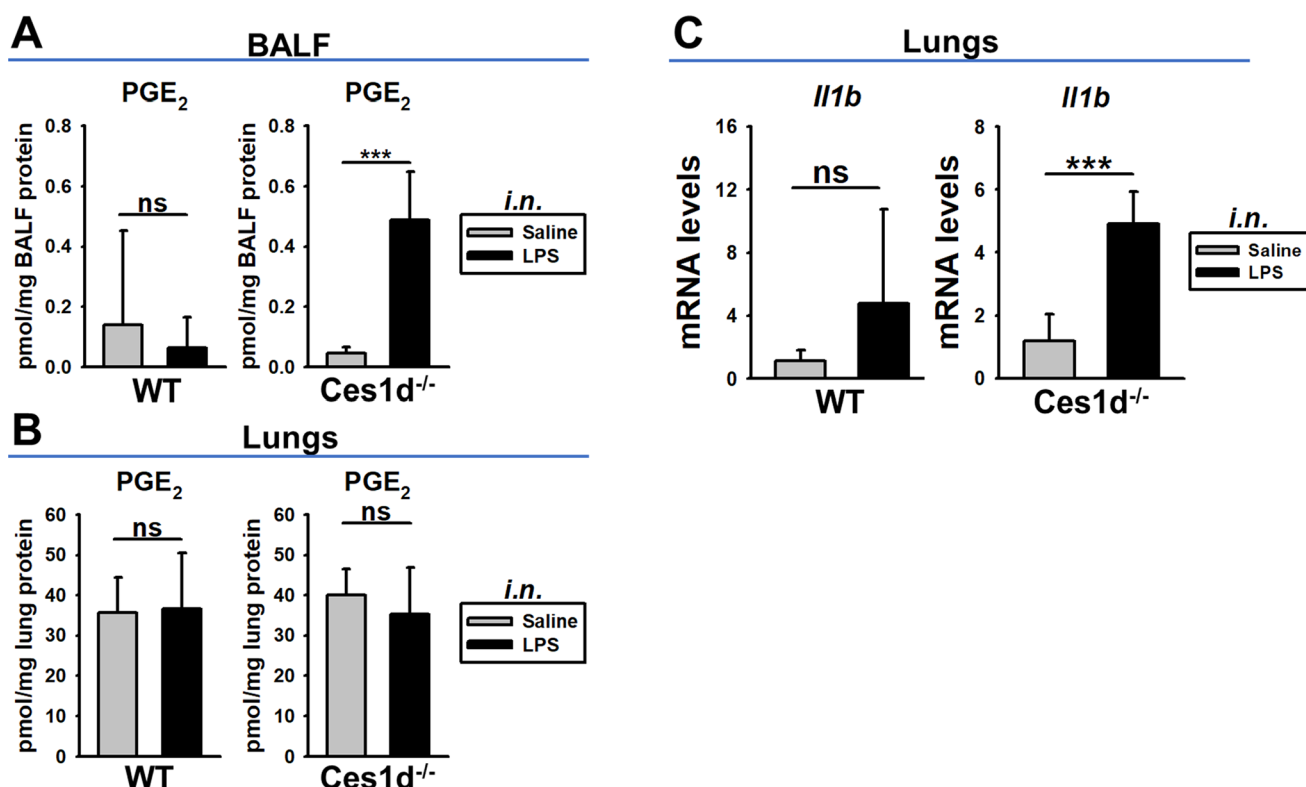 A
BALF
PGE₂
pmol/mg BALF protein
0.8
0.6
0.4
0.2
0.0
ns
WT
PGE₂
pmol/mg BALF protein
0.8
0.6
0.4
0.2
0.0
***
Ces1d-/-
i.n.
Saline
LPS
B
Lungs
PGE₂
pmol/mg lung protein
60
50
40
30
20
10
0
ns
WT
PGE₂
pmol/mg lung protein
60
50
40
30
20
10
0
ns
Ces1d-/-
i.n.
Saline
LPS
C
Lungs
Il1b
mRNA levels
16
12
8
4
0
ns
WT
Il1b
mRNA levels
8
6
4
2
0
***
Ces1d-/-
i.n.
Saline
LPS